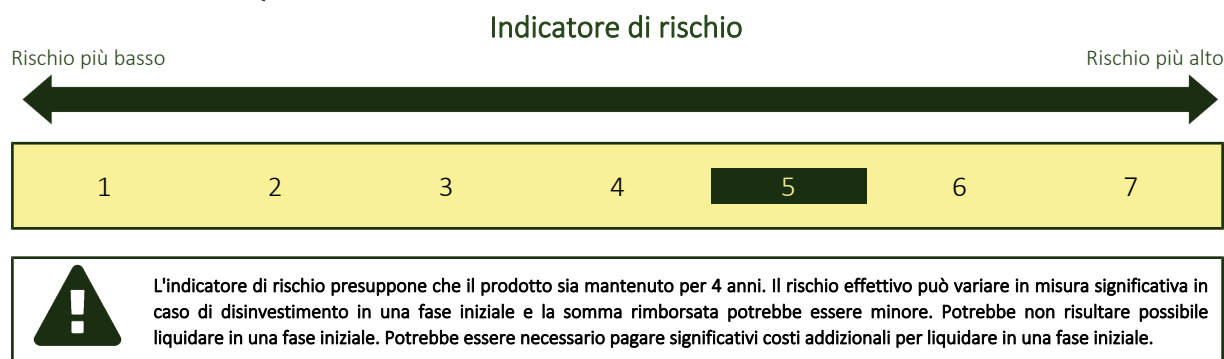 Indicatore di rischio
Rischio più basso
Rischio più alto
1 2 3 4 5 6 7
L'indicatore di rischio presuppone che il prodotto sia mantenuto per 4 anni. Il rischio effettivo può variare in misura significativa in
caso di disinvestimento in una fase iniziale e la somma rimborsata potrebbe essere minore. Potrebbe non risultare possibile
liquidare in una fase iniziale. Potrebbe essere necessario pagare significativi costi addizionali per liquidare in una fase iniziale.